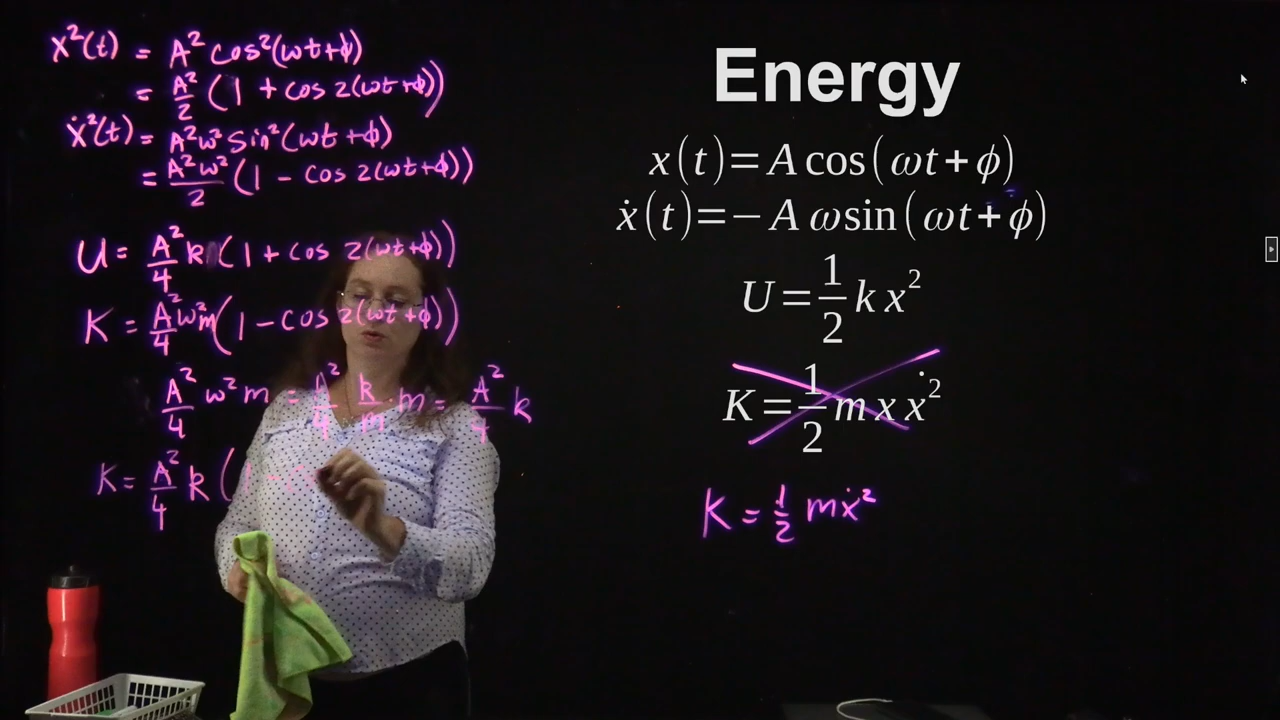 x²(t) = A² cos²(ωt+ϕ)
= A²/2 (1 + cos 2(ωt+ϕ))
ẋ²(t) = A²ω² sin²(ωt+ϕ)
= A²ω²/2 (1 - cos 2(ωt+ϕ))
U = A²/4 k (1 + cos 2(ωt+ϕ))
K = A²/4 ω²m (1 - cos 2(ωt+ϕ))
A²/4 ω² m = A²/4 k/m · m = A²/4 k
K = A²/4 k (1 - c
Energy
x(t)=A cos(ωt+ϕ)
ẋ(t)=−A ωsin(ωt+ϕ)
U=1/2 k x²
K=1/2 m x ẋ²
K = 1/2 mẋ²